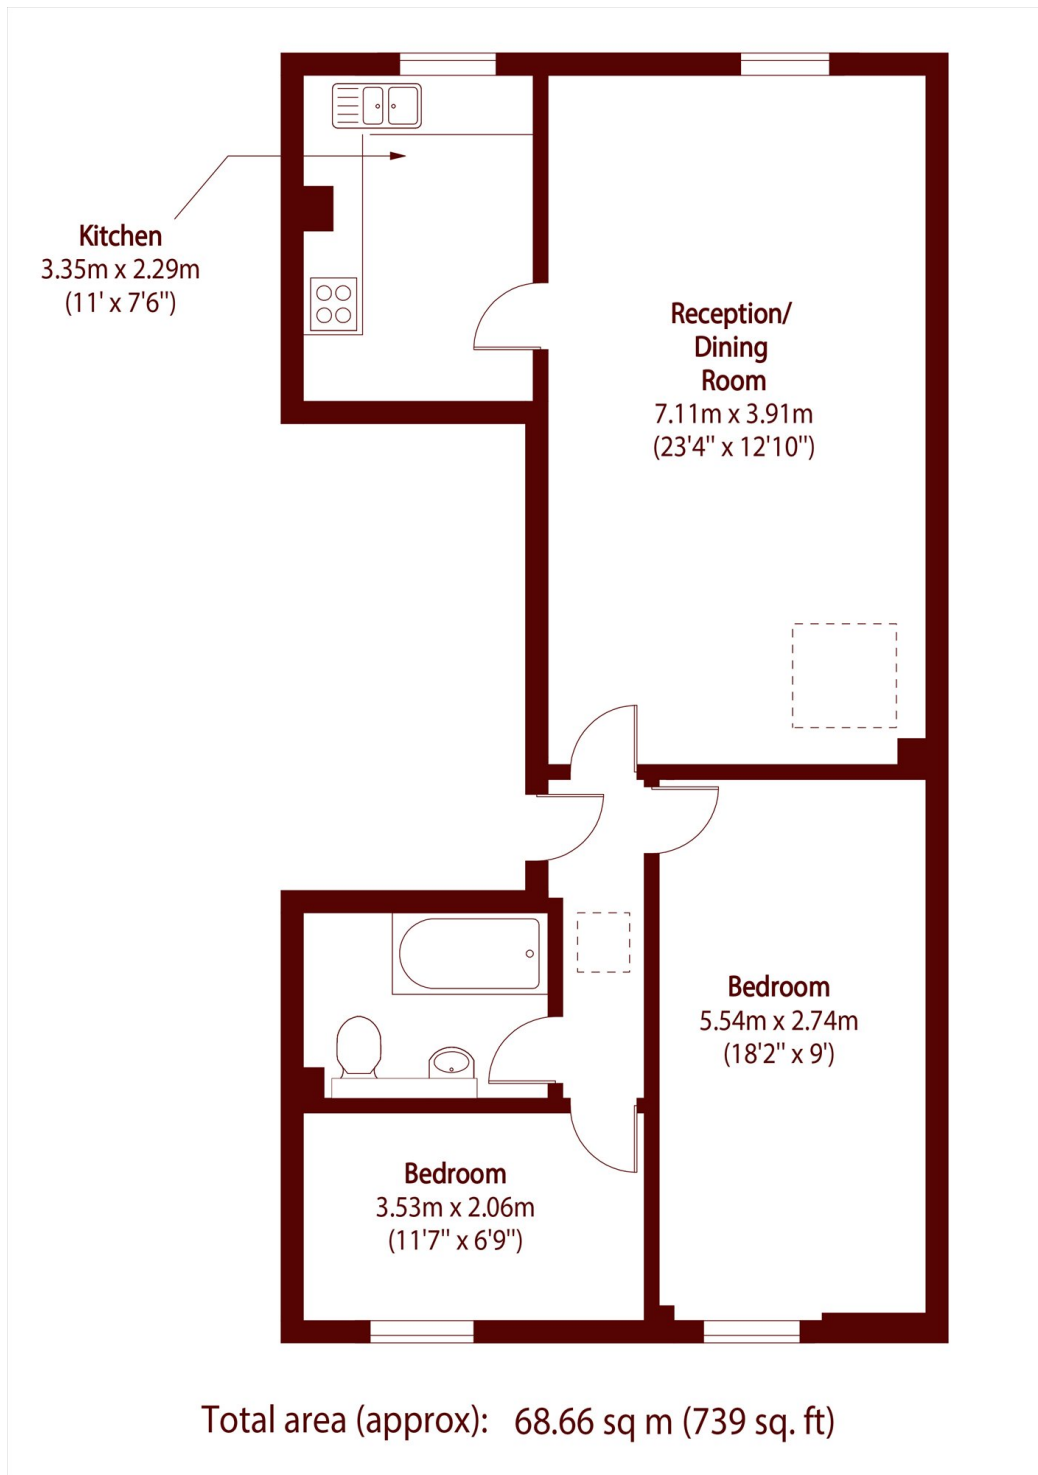 Kitchen
3.35m x 2.29m
(11' x 7'6")
Reception/
Dining
Room
7.11m x 3.91m
(23'4" x 12'10")
Bedroom
5.54m x 2.74m
(18'2" x 9')
Bedroom
3.53m x 2.06m
(11'7" x 6'9")
Total area (approx): 68.66 sq m (739 sq. ft)